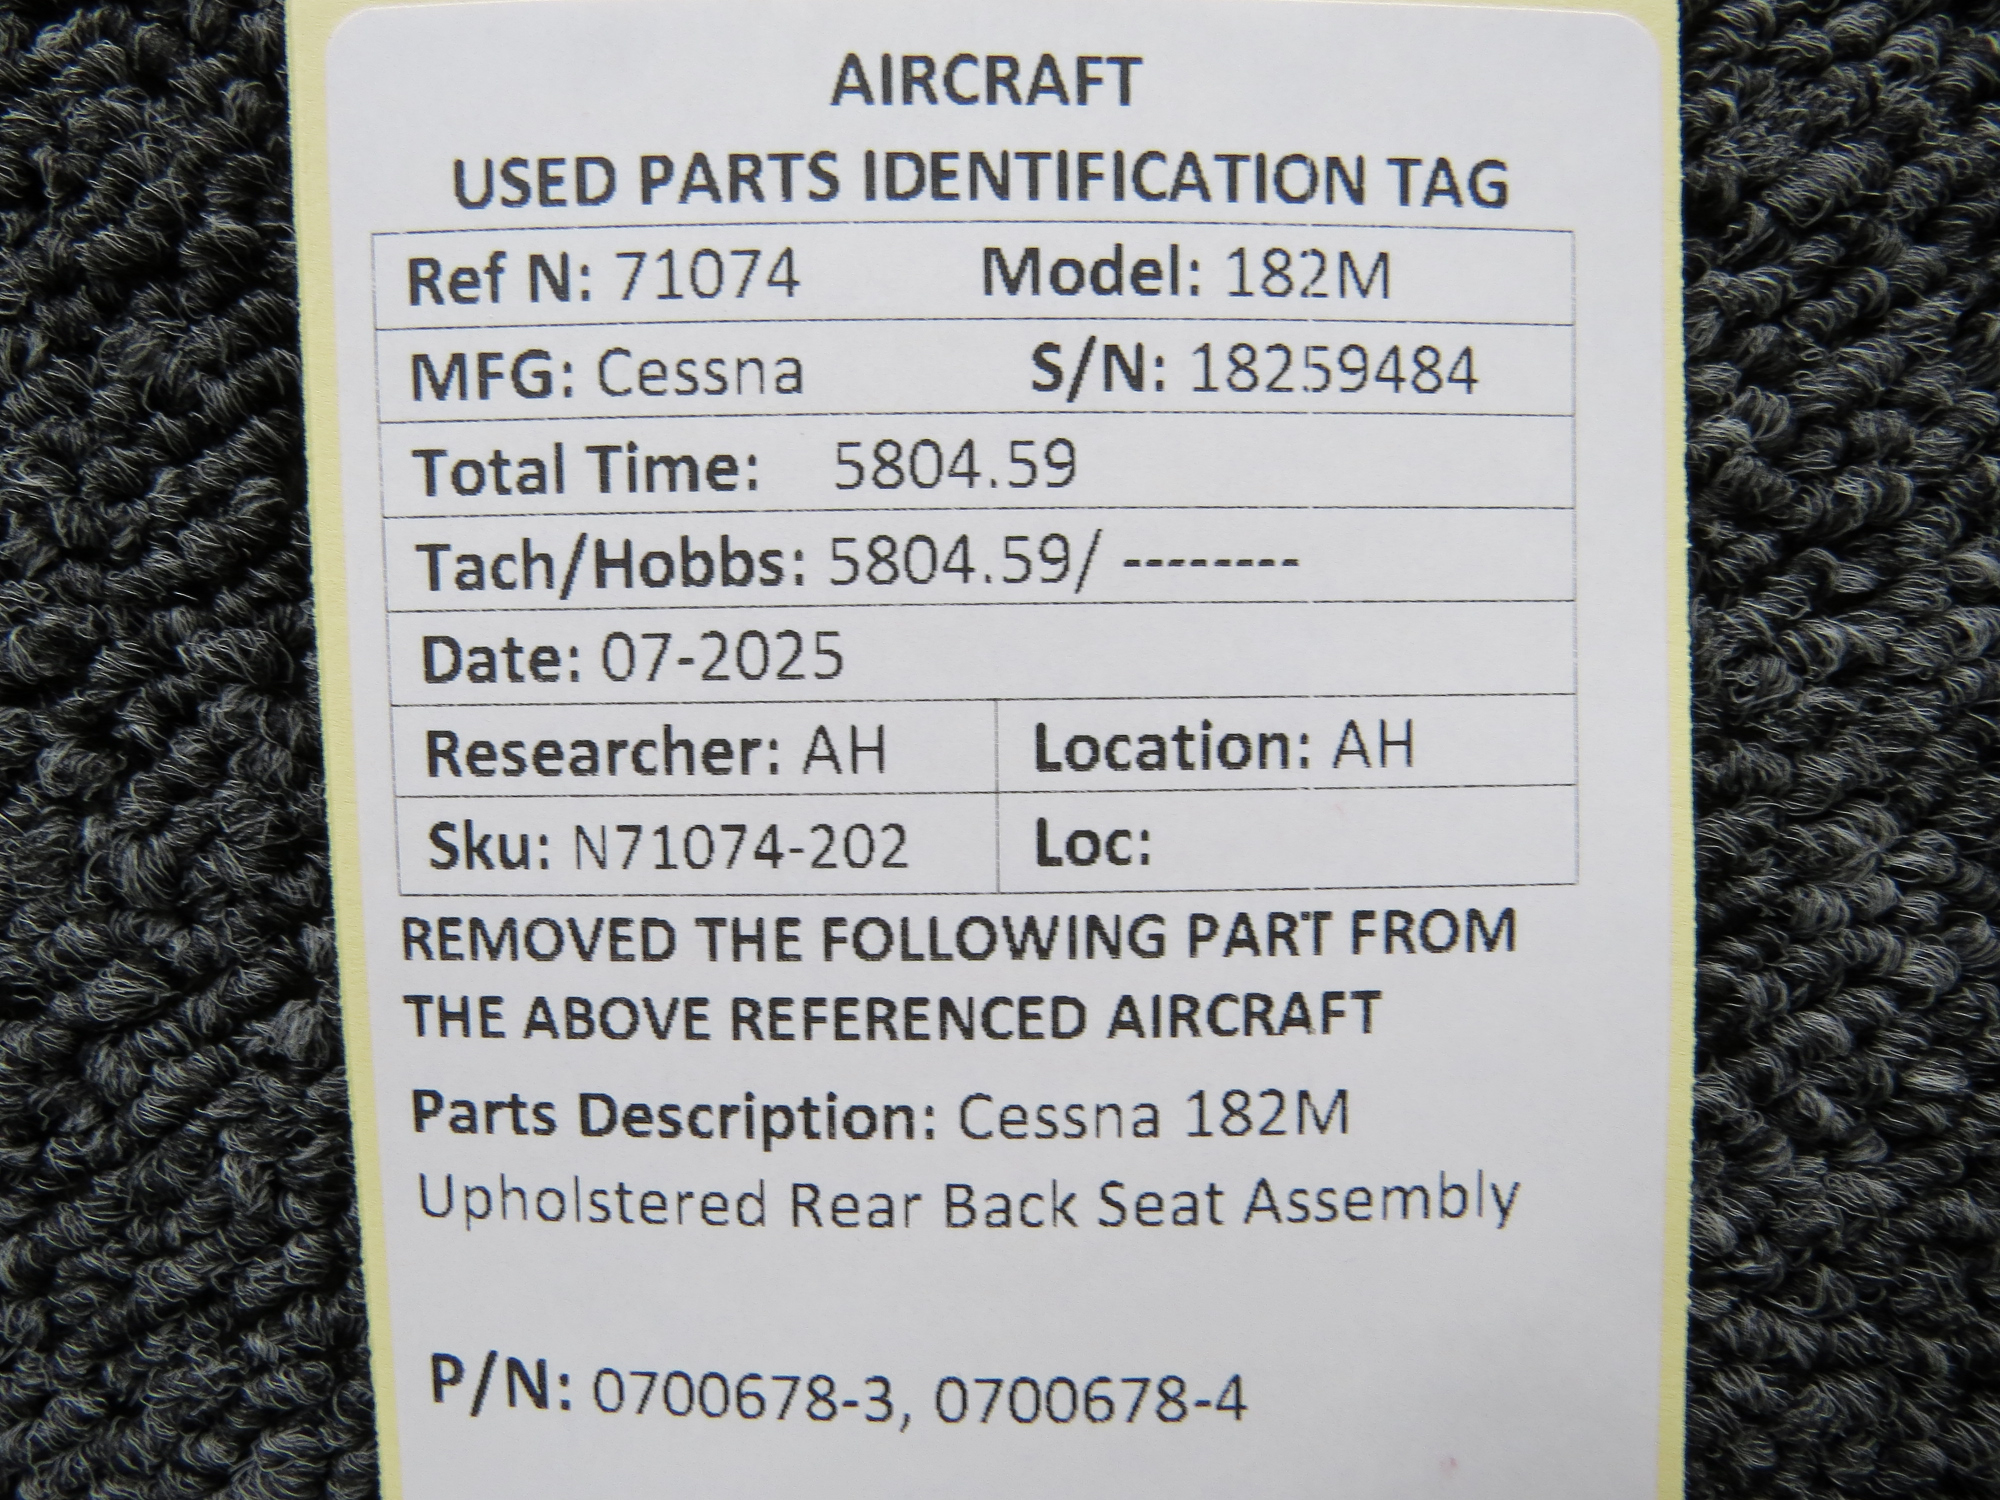 AIRCRAFT
USED PARTS IDENTIFICATION TAG
Ref N: 71074 Model: 182M
MFG: Cessna S/N: 18259484
Total Time: 5804.59
Tach/Hobbs: 5804.59/ --------
Date: 07-2025
Researcher: AH Location: AH
Sku: N71074-202 Loc:
REMOVED THE FOLLOWING PART FROM
THE ABOVE REFERENCED AIRCRAFT
Parts Description: Cessna 182M
Upholstered Rear Back Seat Assembly
P/N: 0700678-3, 0700678-4